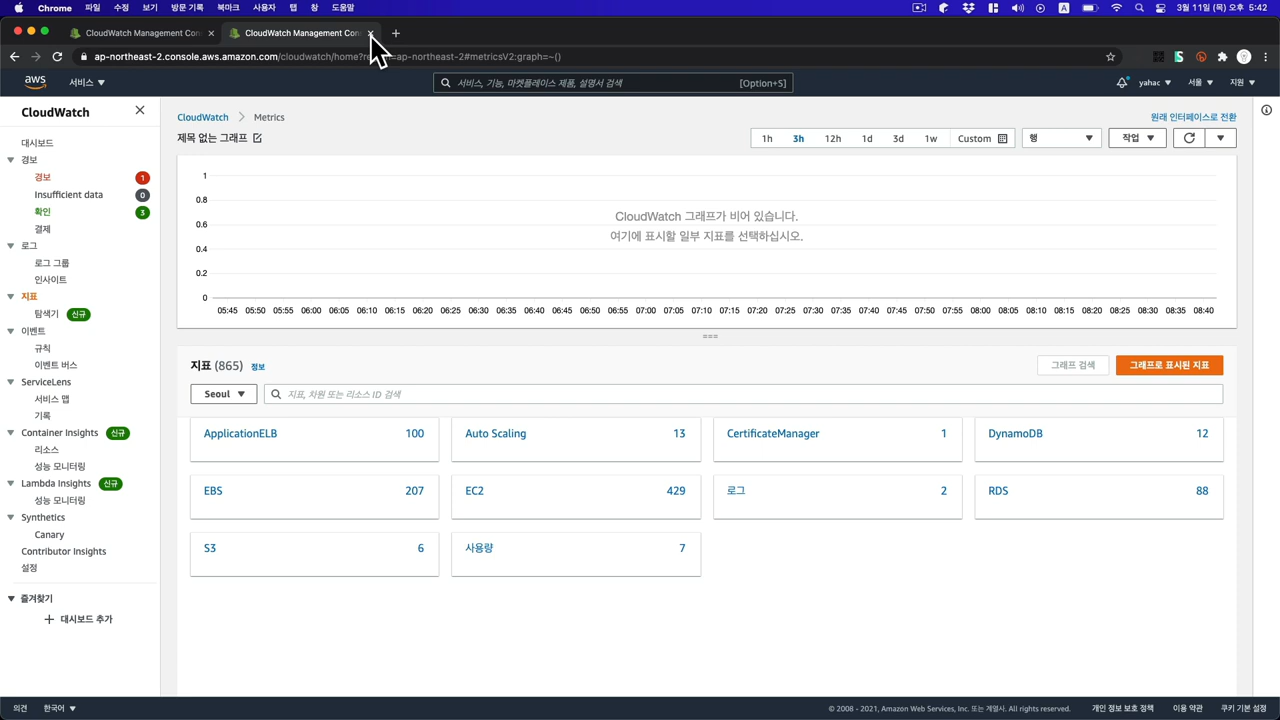 Chrome 파일 수정 보기 방문 기록 북마크 사용자 탭 창 도움말 A 3월 11일 (목) 오후 5:42
CloudWatch Management Con × CloudWatch Management Con × +
ap-northeast-2.console.aws.amazon.com/cloudwatch/home?re =ap-northeast-2#metricsV2:graph=~()
aws 서비스 ▼ 서비스, 기능, 마켓플레이스 제품, 설명서 검색 [Option+S] yahac ▼ 서울 ▼ 지원 ▼
CloudWatch ×
대시보드
경보
경보 1
Insufficient data 0
확인 3
결제
로그
로그 그룹
인사이트
지표
탐색기 신규
이벤트
규칙
이벤트 버스
ServiceLens
서비스 맵
기록
Container Insights 신규
리소스
성능 모니터링
Lambda Insights 신규
성능 모니터링
Synthetics
Canary
Contributor Insights
설정
즐겨찾기
+ 대시보드 추가
CloudWatch > Metrics 원래 인터페이스로 전환
제목 없는 그래프 1h 3h 12h 1d 3d 1w Custom 행 ▼ 작업 ▼
1
0.8
0.6
0.4
0.2
0
CloudWatch 그래프가 비어 있습니다.
여기에 표시할 일부 지표를 선택하십시오.
05:45 05:50 05:55 06:00 06:05 06:10 06:15 06:20 06:25 06:30 06:35 06:40 06:45 06:50 06:55 07:00 07:05 07:10 07:15 07:20 07:25 07:30 07:35 07:40 07:45 07:50 07:55 08:00 08:05 08:10 08:15 08:20 08:25 08:30 08:35 08:40
지표 (865) 정보 그래프 검색 그래프로 표시된 지표
Seoul ▼ 지표, 차원 또는 리소스 ID 검색
ApplicationELB 100 Auto Scaling 13 CertificateManager 1 DynamoDB 12
EBS 207 EC2 429 로그 2 RDS 88
S3 6 사용량 7
의견 한국어 ▼ © 2008 - 2021, Amazon Web Services, Inc. 또는 계열사. All rights reserved. 개인 정보 보호 정책 이용 약관 쿠키 기본 설정